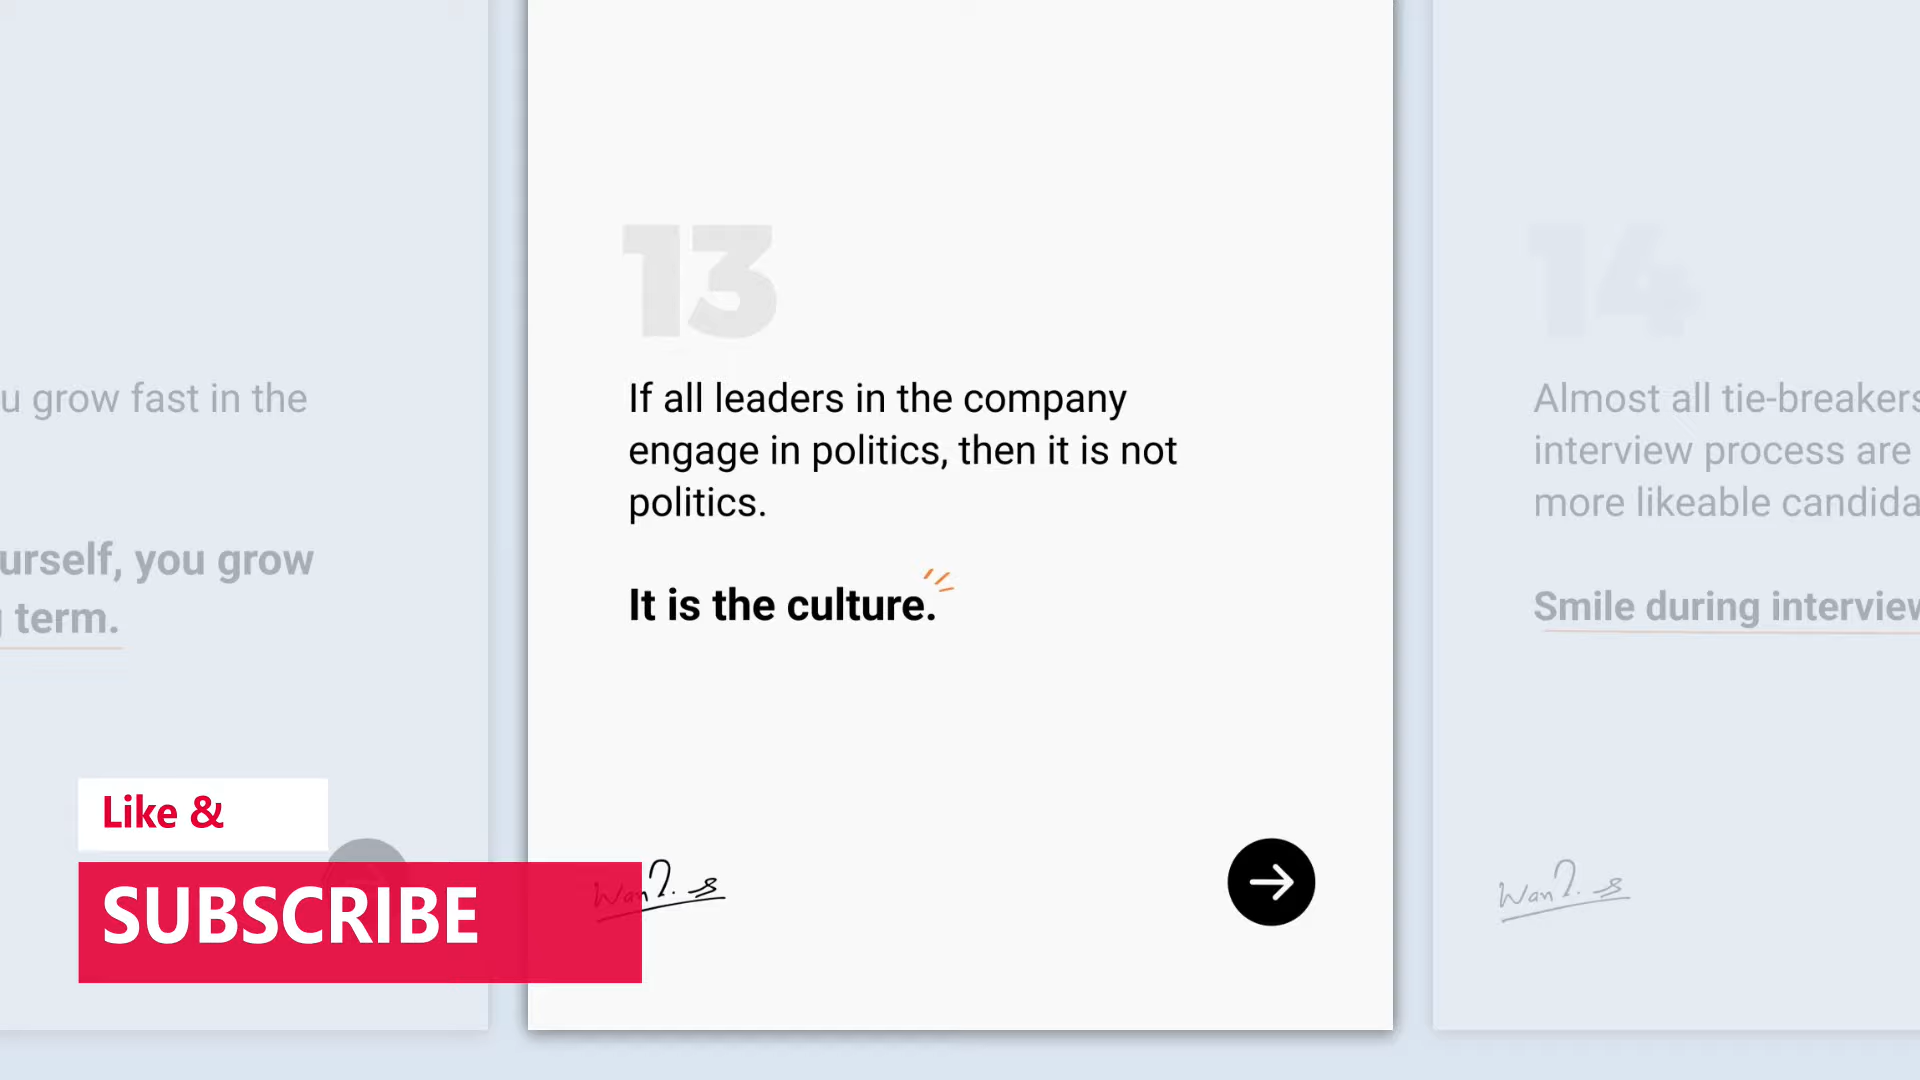 u grow fast in the
urself, you grow
term.
13
If all leaders in the company
engage in politics, then it is not
politics.
It is the culture.
14
Almost all tie-breakers
interview process are
more likeable candida
Smile during interview
Like &
SUBSCRIBE